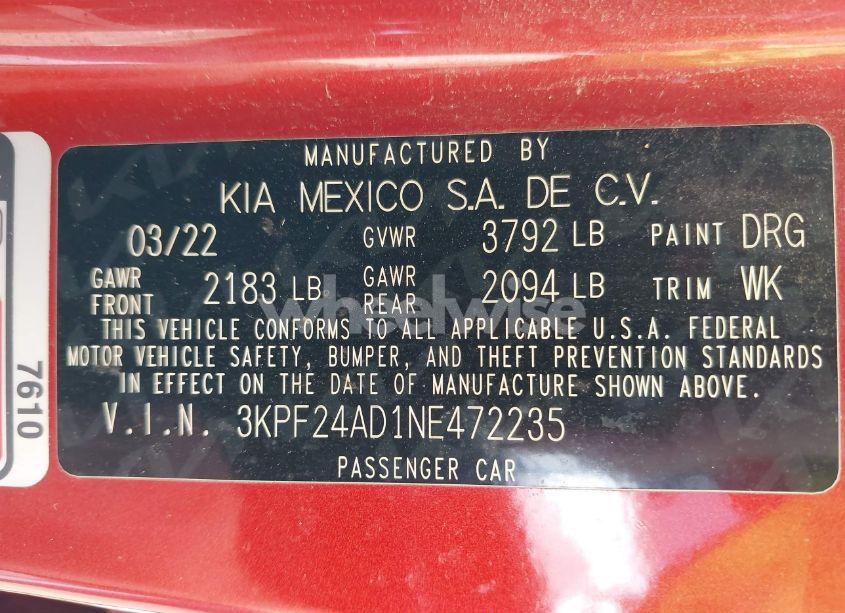 MANUFACTURED BY
KIA MEXICO S.A. DE C.V.
03/22 GVWR 3792 LB PAINT DRG
GAWR FRONT 2183 LB GAWR REAR 2094 LB TRIM WK
THIS VEHICLE CONFORMS TO ALL APPLICABLE U.S.A. FEDERAL
MOTOR VEHICLE SAFETY, BUMPER, AND THEFT PREVENTION STANDARDS
IN EFFECT ON THE DATE OF MANUFACTURE SHOWN ABOVE.
V.I.N. 3KPF24AD1NE472235
PASSENGER CAR
7610
wheelwise